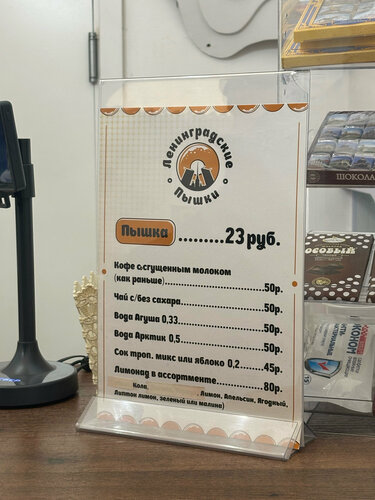 Ленинградские
Пышки
Пышка ......... 23 руб.
Кофе с сгущенным молоком
(как раньше)..............................50р.
Чай с/без сахара..........................50р.
Вода Агуша 0,33..........................50р.
Вода Арктик 0,5..........................50р.
Сок троп. микс или яблоко 0,2......45р.
Лимонад в ассортименте.............80р.
Кола, Лимон, Апельсин, Ягодный,
Липтон лимон, зеленый или малина)
ШОКОЛА
ОСОБЫЙ